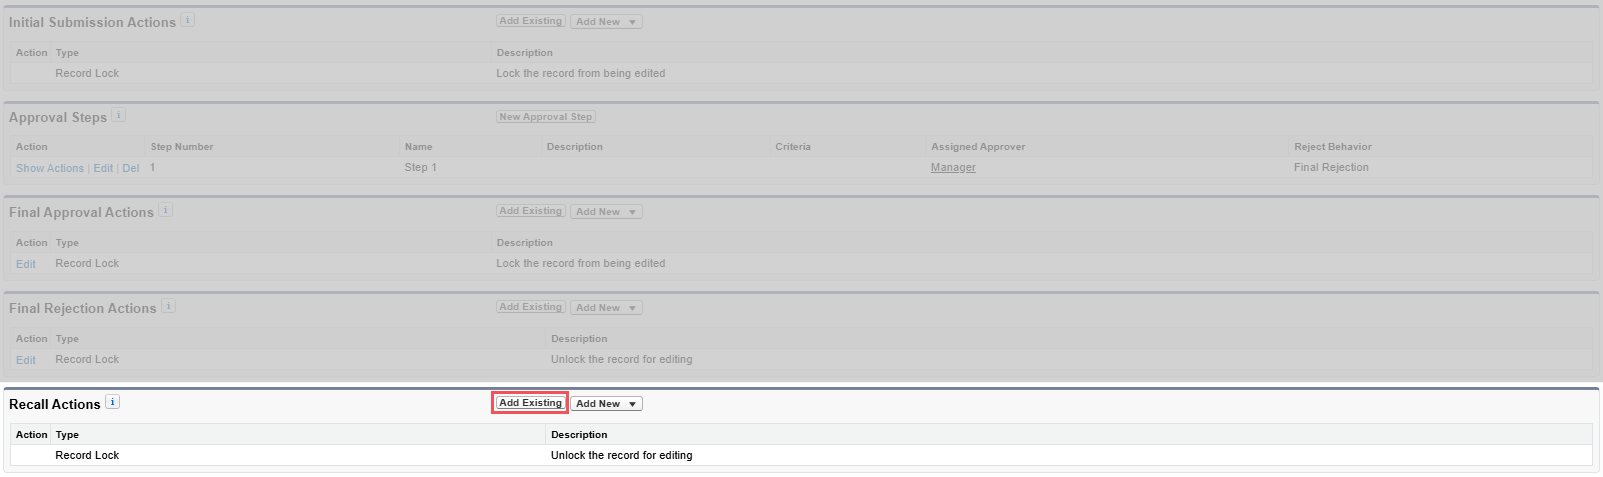 Initial Submission Actions i Add Existing Add New
Action Type Description
Record Lock Lock the record from being edited
Approval Steps i New Approval Step
Action Step Number Name Description Criteria Assigned Approver Reject Behavior
Show Actions | Edit | Del 1 Step 1 Manager Final Rejection
Final Approval Actions i Add Existing Add New
Action Type Description
Edit Record Lock Lock the record from being edited
Final Rejection Actions i Add Existing Add New
Action Type Description
Edit Record Lock Unlock the record for editing
Recall Actions i Add Existing Add New
Action Type Description
Record Lock Unlock the record for editing